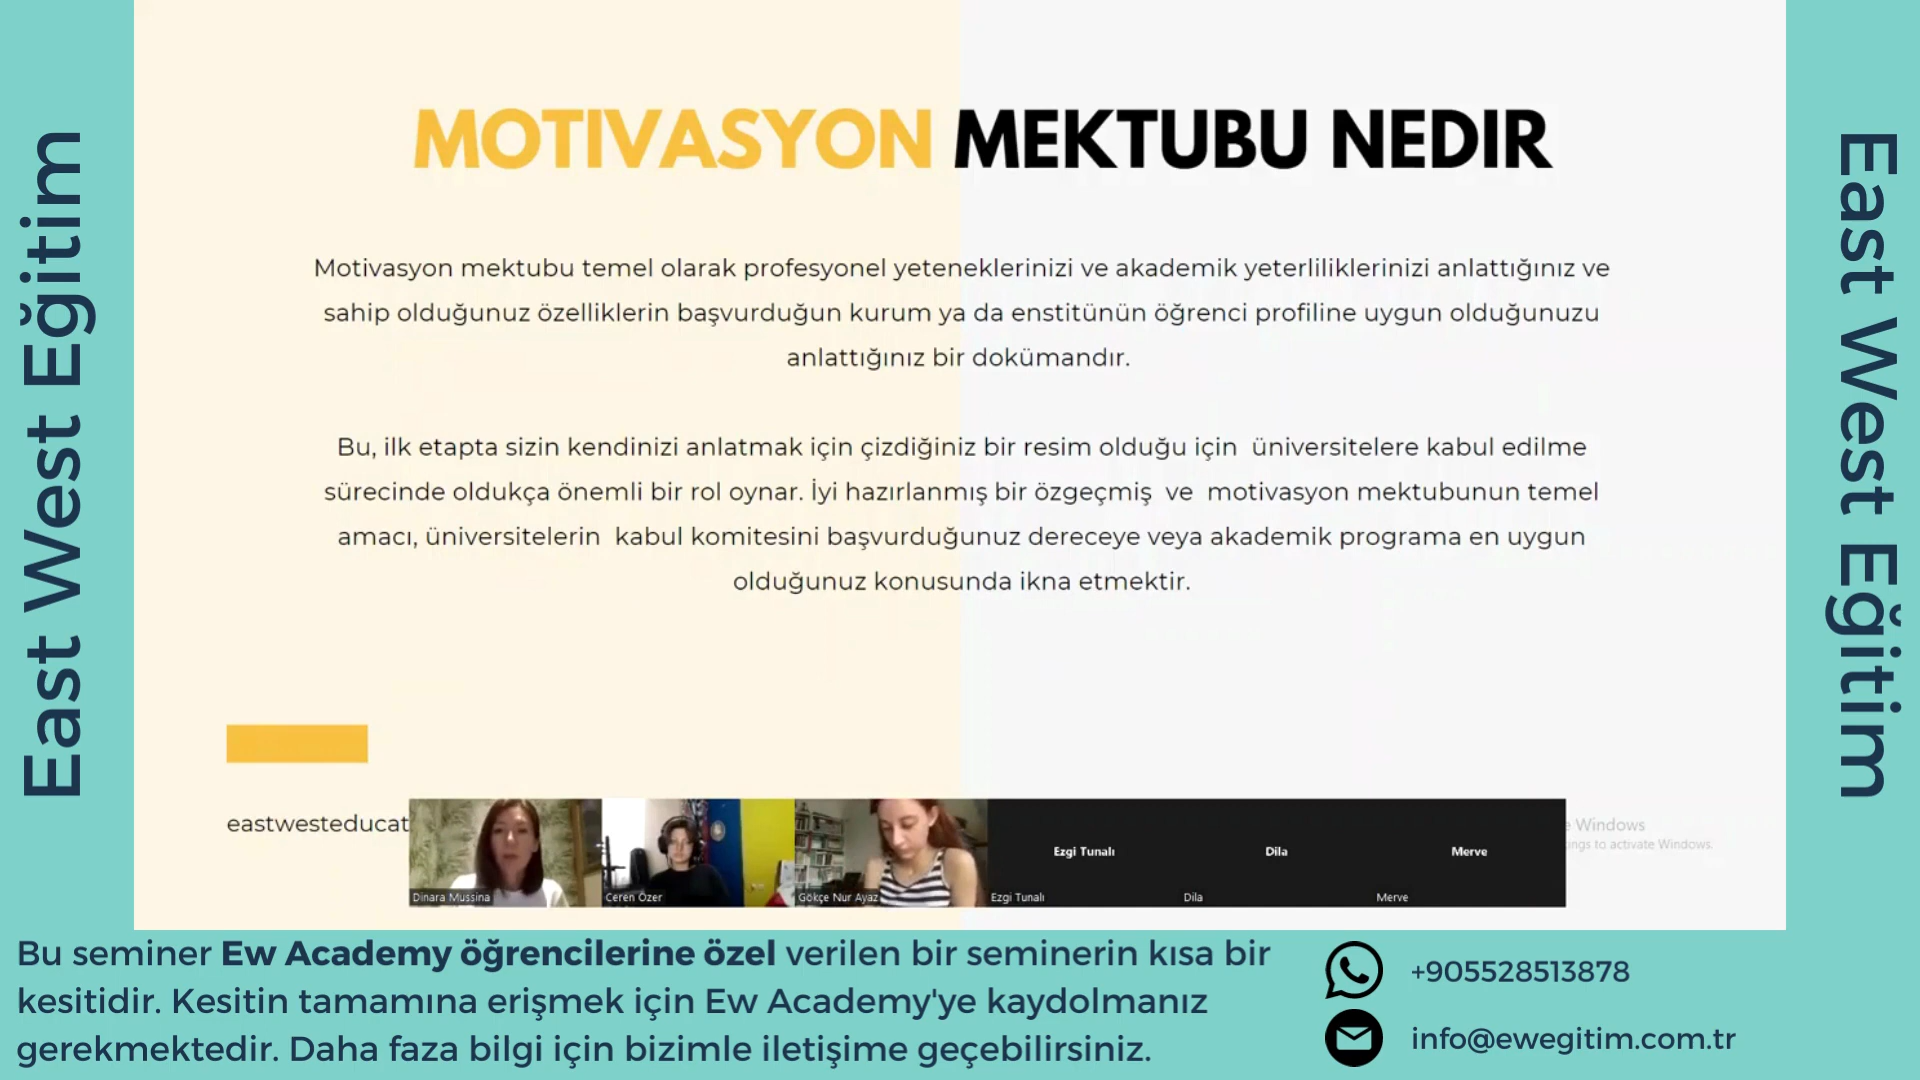 East West Eğitim
MOTIVASYON MEKTUBU NEDIR
Motivasyon mektubu temel olarak profesyonel yeteneklerinizi ve akademik yeterliliklerinizi anlattığınız ve
sahip olduğunuz özelliklerin başvurduğun kurum ya da enstitünün öğrenci profiline uygun olduğunuzu
anlattığınız bir dokümandır.
Bu, ilk etapta sizin kendinizi anlatmak için çizdiğiniz bir resim olduğu için üniversitelere kabul edilme
sürecinde oldukça önemli bir rol oynar. İyi hazırlanmış bir özgeçmiş ve motivasyon mektubunun temel
amacı, üniversitelerin kabul komitesini başvurduğunuz dereceye veya akademik programa en uygun
olduğunuz konusunda ikna etmektir.
eastwesteducat
Dinara Mussina
Ceren Özer
Gökçe Nur Ayaz
Ezgi Tunalı
Ezgi Tunalı
Dila
Dila
Merve
Merve
e Windows
ings to activate Windows.
East West Eğitim
Bu seminer Ew Academy öğrencilerine özel verilen bir seminerin kısa bir
kesitidir. Kesitin tamamına erişmek için Ew Academy'ye kaydolmanız
gerekmektedir. Daha faza bilgi için bizimle iletişime geçebilirsiniz.
+905528513878
info@ewegitim.com.tr